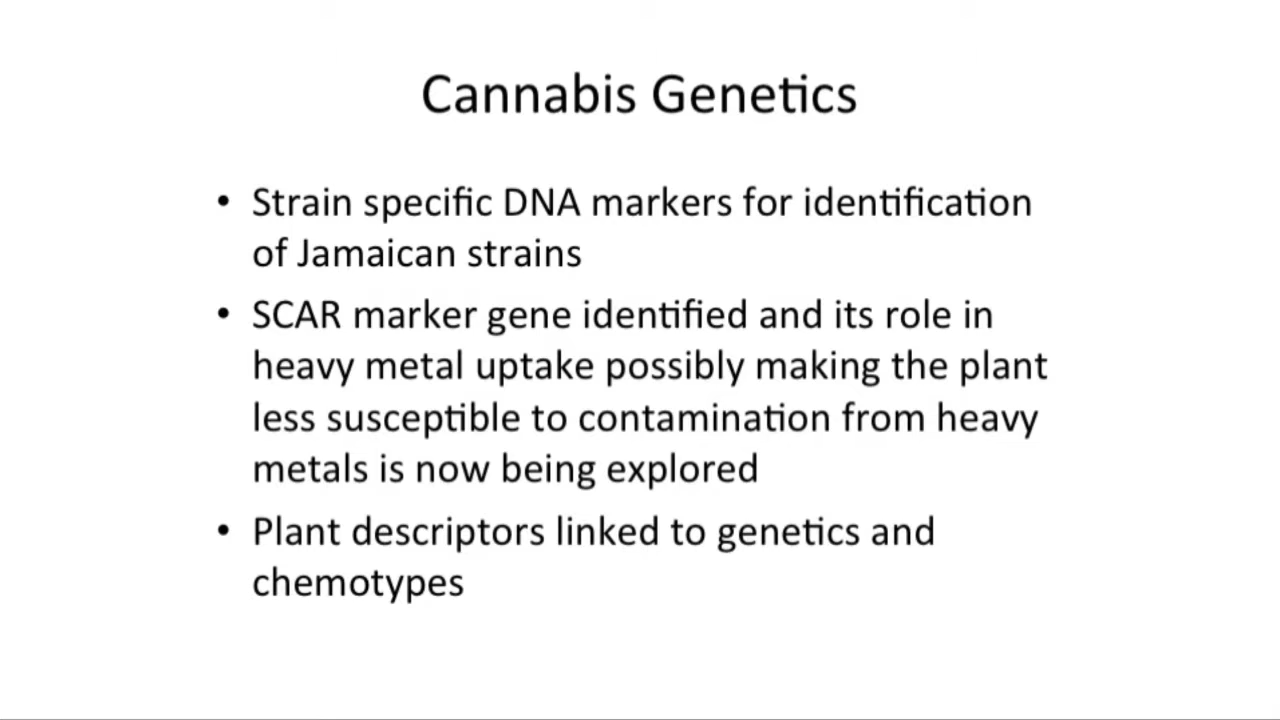 Cannabis Genetics
• Strain specific DNA markers for identification
of Jamaican strains
• SCAR marker gene identified and its role in
heavy metal uptake possibly making the plant
less susceptible to contamination from heavy
metals is now being explored
• Plant descriptors linked to genetics and
chemotypes